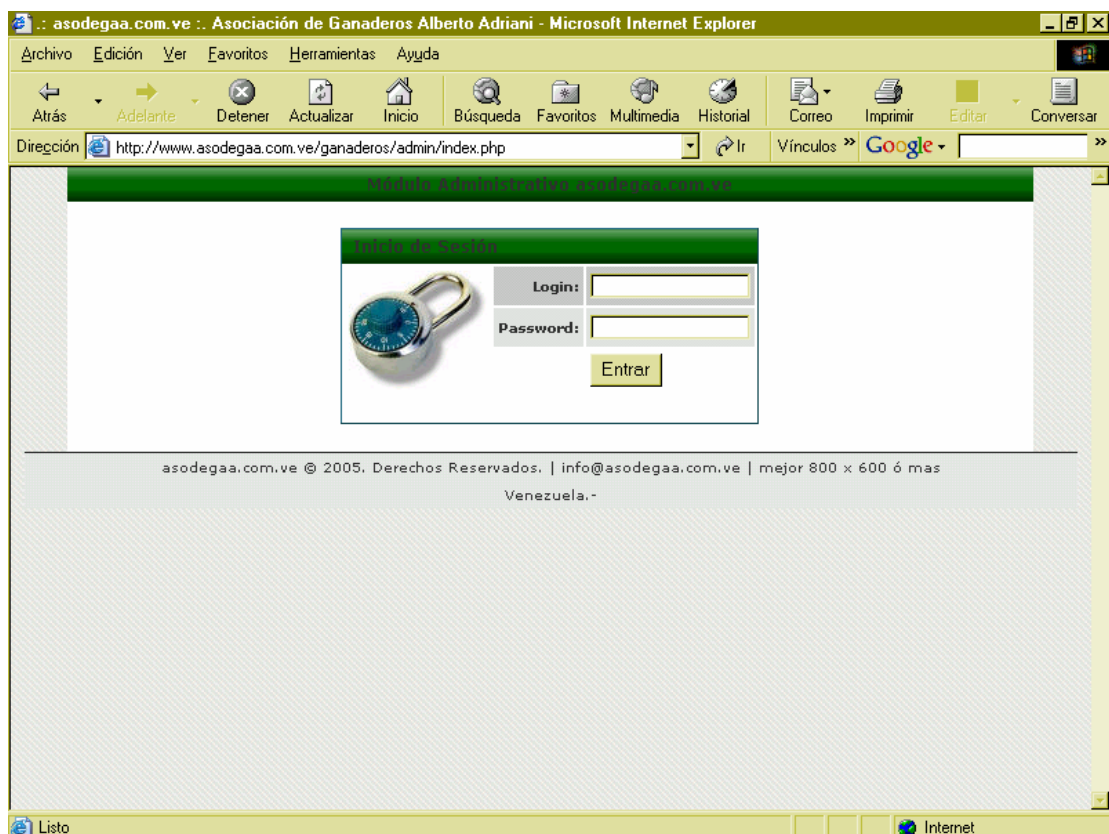 .: asodegaa.com.ve :. Asociación de Ganaderos Alberto Adriani - Microsoft Internet Explorer
Archivo Edición Ver Favoritos Herramientas Ayuda
Atrás Adelante Detener Actualizar Inicio Búsqueda Favoritos Multimedia Historial Correo Imprimir Editar Conversar
Dirección http://www.asodegaa.com.ve/ganaderos/admin/index.php Ir Vínculos » Google »
Módulo Administrativo asodegaa.com.ve
Inicio de Sesión
Login:
Password:
Entrar
asodegaa.com.ve © 2005. Derechos Reservados. | info@asodegaa.com.ve | mejor 800 x 600 ó mas
Venezuela.-
Listo Internet